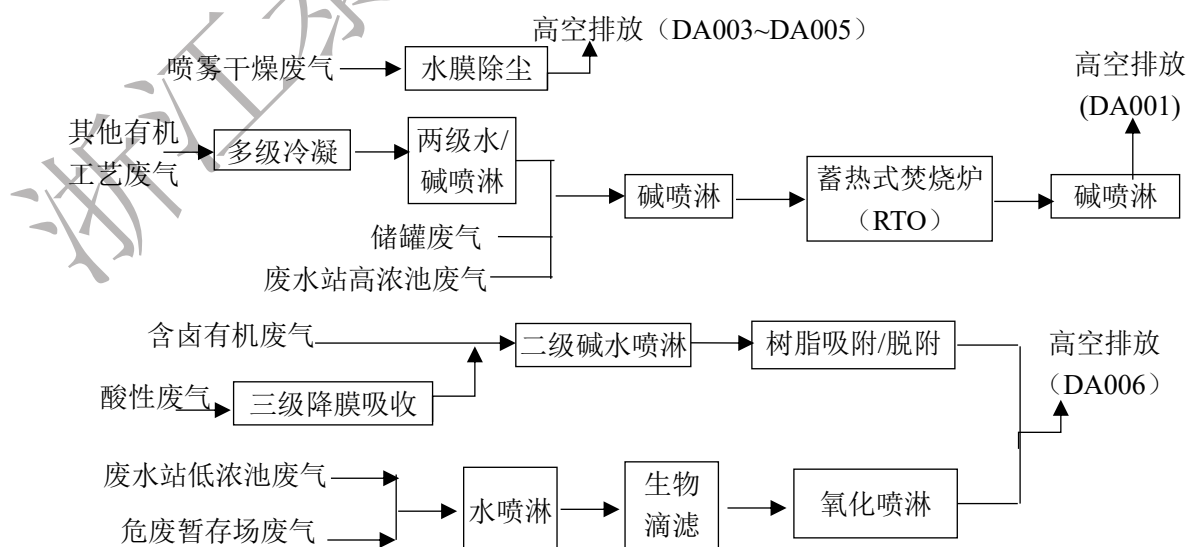 高空排放（DA003~DA005）
喷雾干燥废气
水膜除尘
高空排放
(DA001)
其他有机
工艺废气
多级冷凝
两级水/
碱喷淋
碱喷淋
蓄热式焚烧炉
（RTO）
碱喷淋
储罐废气
废水站高浓池废气
含卤有机废气
二级碱水喷淋
树脂吸附/脱附
高空排放
（DA006）
酸性废气
三级降膜吸收
废水站低浓池废气
危废暂存场废气
水喷淋
生物
滴滤
氧化喷淋
浙江泰